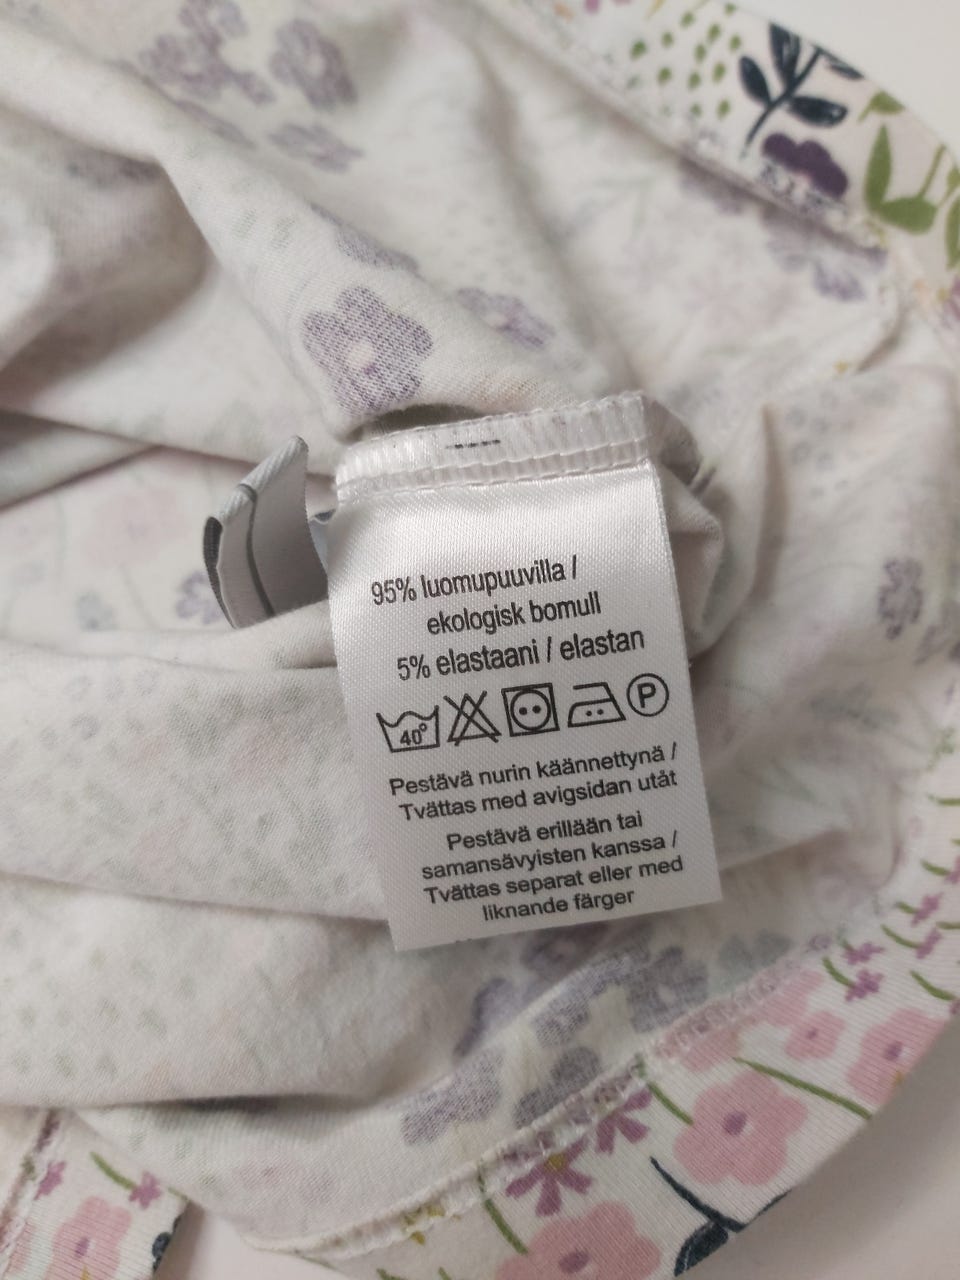 95% luomupuuvilla /
ekologisk bomull
5% elastaani / elastan
40° P
Pestävä nurin käännettynä /
Tvättas med avigsidan utåt
Pestävä erillään tai
samansävyisten kanssa /
Tvättas separat eller med
liknande färger